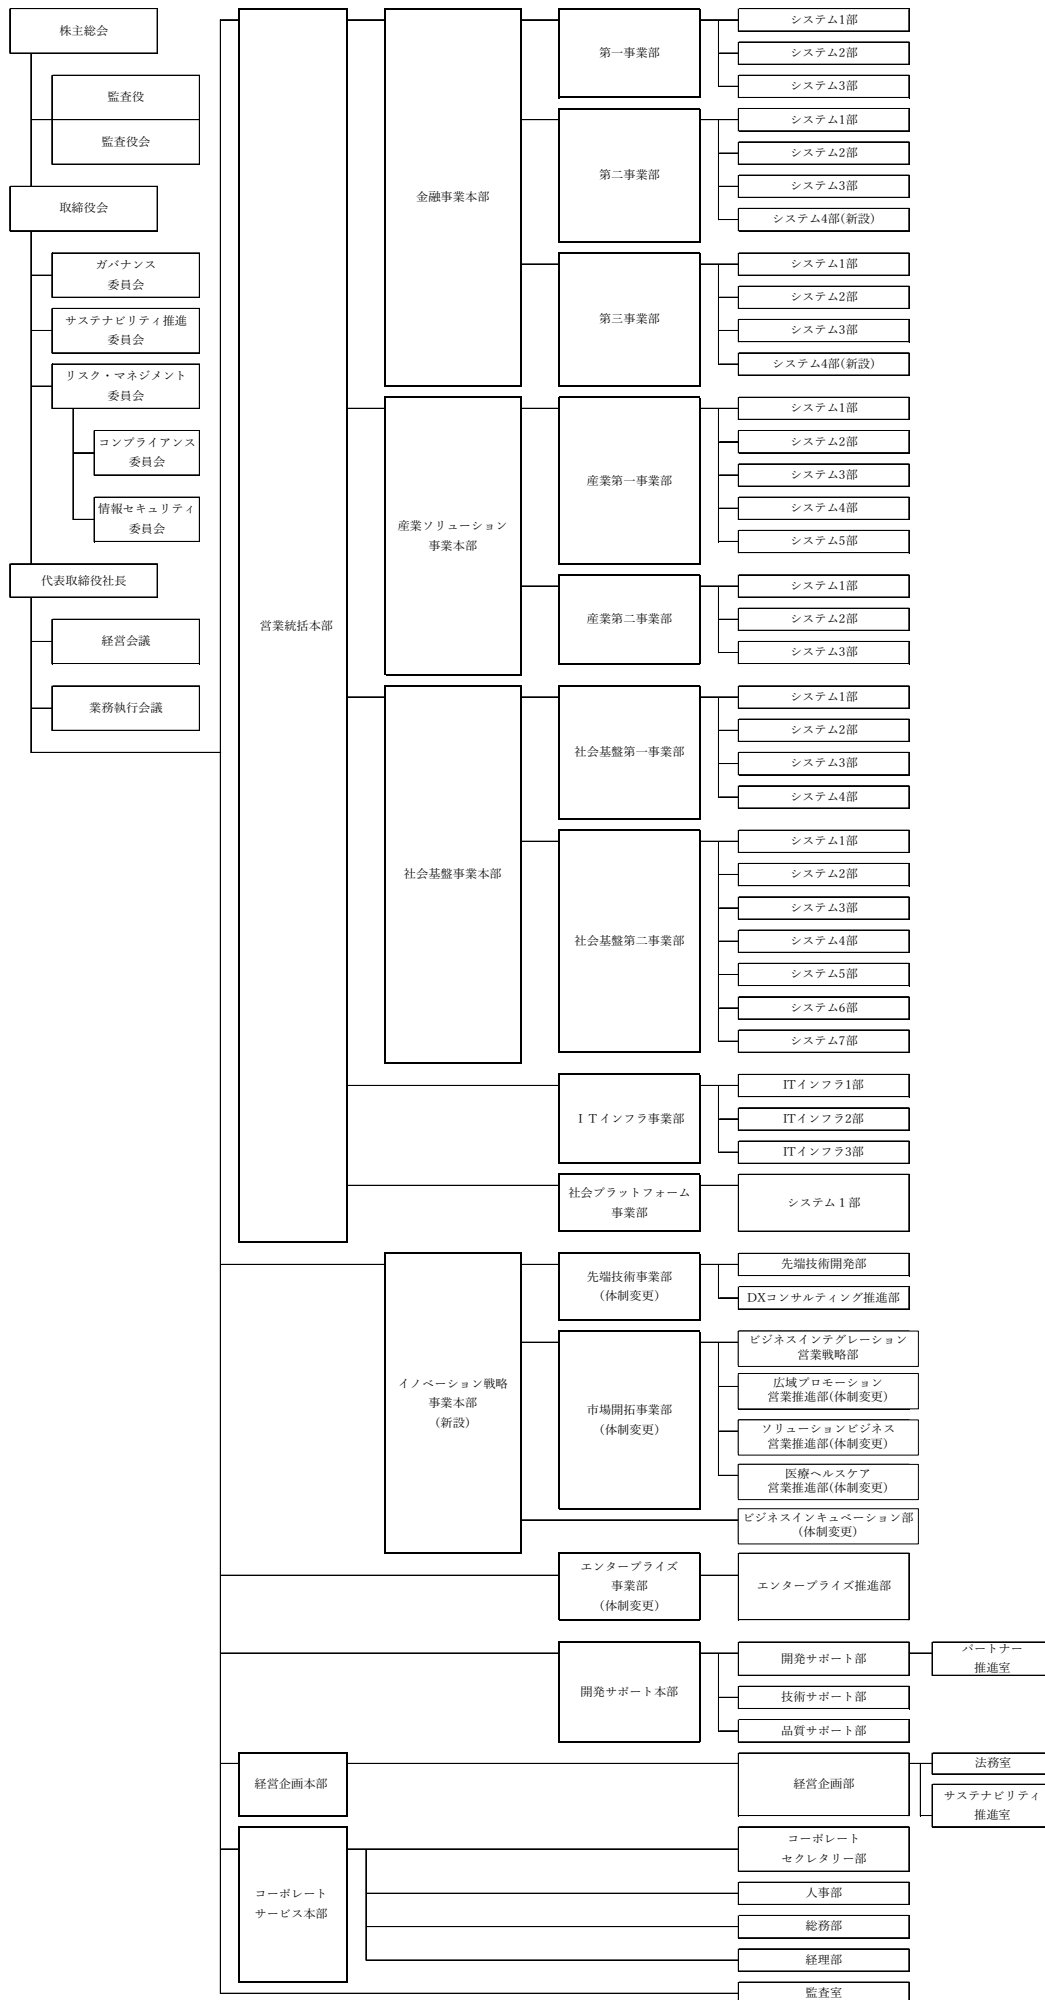 株主総会
監査役
監査役会
取締役会
ガバナンス
委員会
サステナビリティ推進
委員会
リスク・マネジメント
委員会
コンプライアンス
委員会
情報セキュリティ
委員会
代表取締役社長
経営会議
業務執行会議
営業統括本部
金融事業本部
第一事業部
システム1部
システム2部
システム3部
第二事業部
システム1部
システム2部
システム3部
システム4部(新設)
第三事業部
システム1部
システム2部
システム3部
システム4部(新設)
産業ソリューション
事業本部
産業第一事業部
システム1部
システム2部
システム3部
システム4部
システム5部
産業第二事業部
システム1部
システム2部
システム3部
社会基盤事業本部
社会基盤第一事業部
システム1部
システム2部
システム3部
システム4部
社会基盤第二事業部
システム1部
システム2部
システム3部
システム4部
システム5部
システム6部
システム7部
ＩＴインフラ事業部
ITインフラ1部
ITインフラ2部
ITインフラ3部
社会プラットフォーム
事業部
システム１部
イノベーション戦略
事業本部
(新設)
先端技術事業部
(体制変更)
先端技術開発部
DXコンサルティング推進部
市場開拓事業部
(体制変更)
ビジネスインテグレーション
営業戦略部
広域プロモーション
営業推進部(体制変更)
ソリューションビジネス
営業推進部(体制変更)
医療ヘルスケア
営業推進部(体制変更)
ビジネスインキュベーション部
(体制変更)
エンタープライズ
事業部
(体制変更)
エンタープライズ推進部
開発サポート本部
開発サポート部
パートナー
推進室
技術サポート部
品質サポート部
経営企画本部
経営企画部
法務室
サステナビリティ
推進室
コーポレート
サービス本部
コーポレート
セクレタリー部
人事部
総務部
経理部
監査室